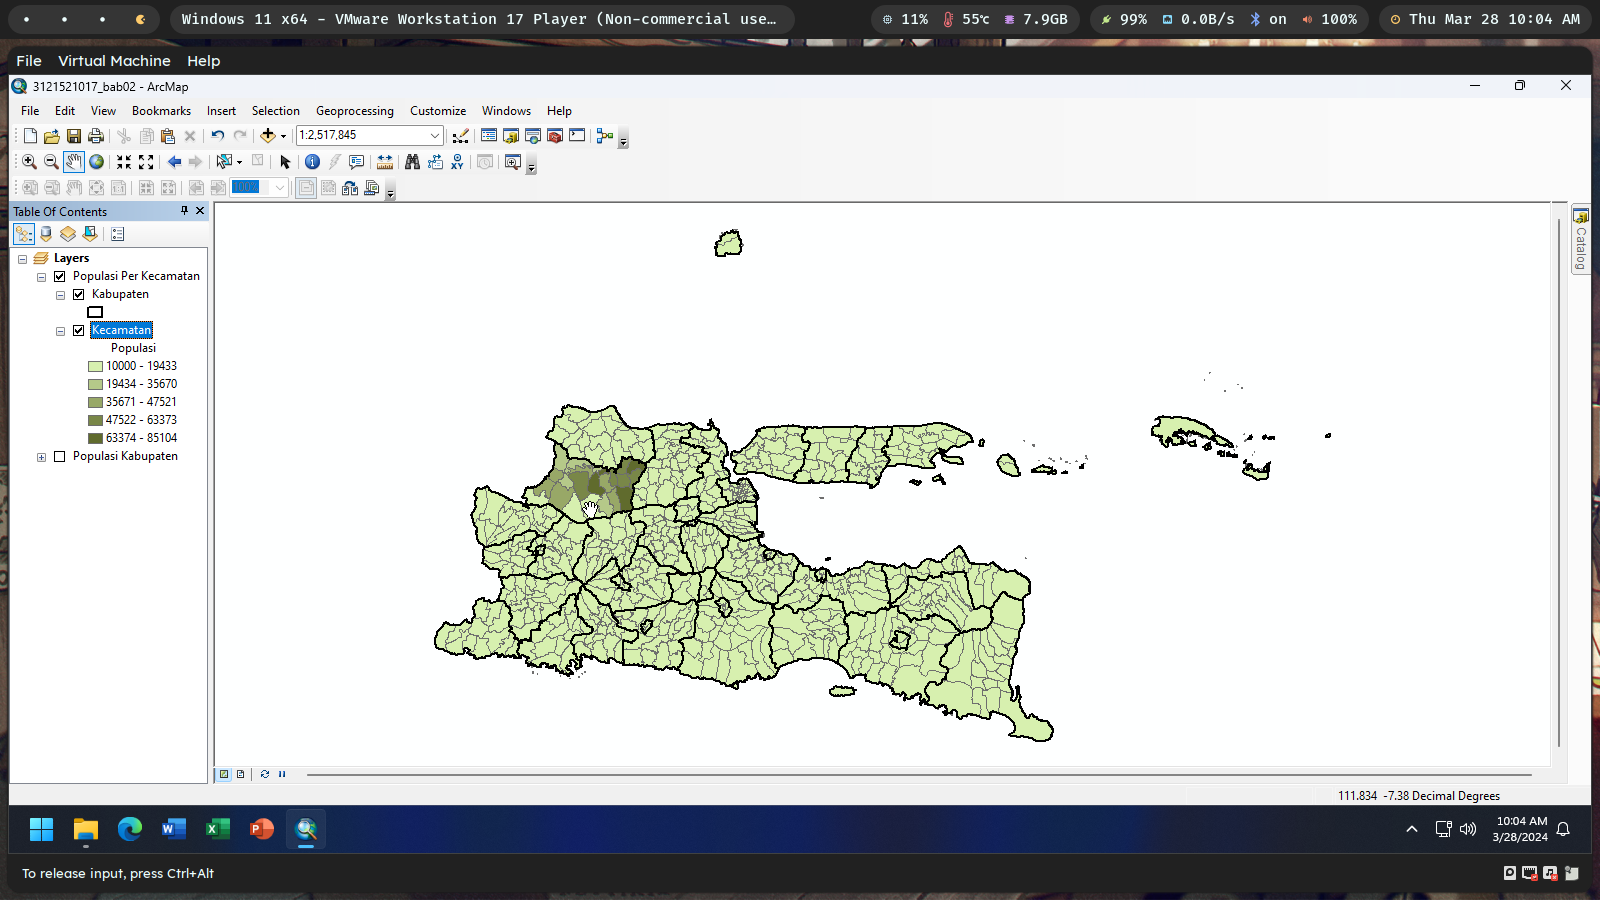 Windows 11 x64 - VMware Workstation 17 Player (Non-commercial use…
11%
55℃
7.9GB
99%
0.0B/s
on
100%
Thu Mar 28 10:04 AM
File Virtual Machine Help
3121521017_bab02 - ArcMap
File Edit View Bookmarks Insert Selection Geoprocessing Customize Windows Help
1:2,517,845
100%
Table Of Contents
Layers
Populasi Per Kecamatan
Kabupaten
Kecamatan
Populasi
10000 - 19433
19434 - 35670
35671 - 47521
47522 - 63373
63374 - 85104
Populasi Kabupaten
Catalog
111.834 -7.38 Decimal Degrees
10:04 AM
3/28/2024
To release input, press Ctrl+Alt